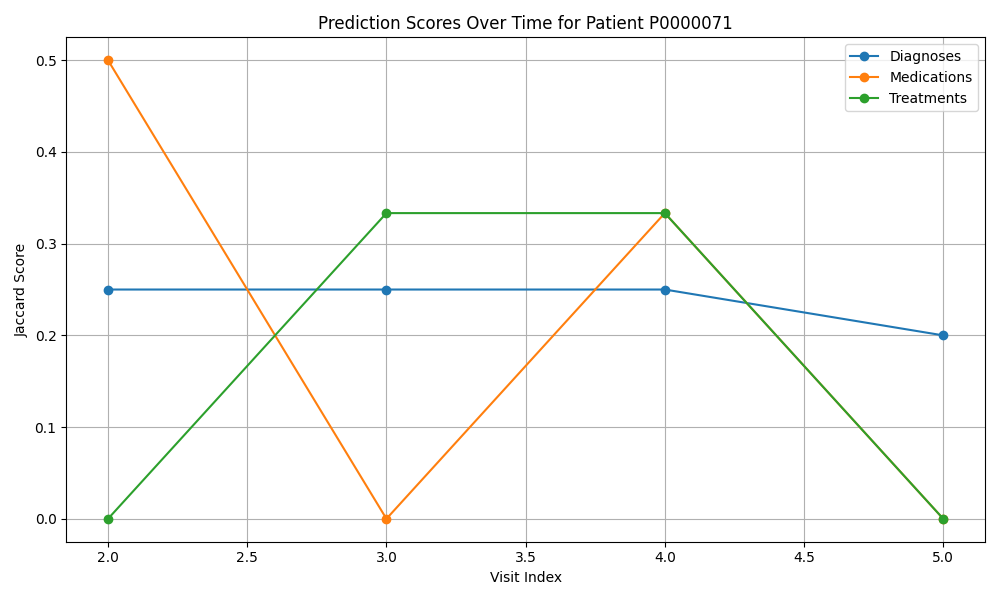 Prediction Scores Over Time for Patient P0000071
Diagnoses
Medications
Treatments
Jaccard Score
0.5
0.4
0.3
0.2
0.1
0.0
2.0 2.5 3.0 3.5 4.0 4.5 5.0
Visit Index